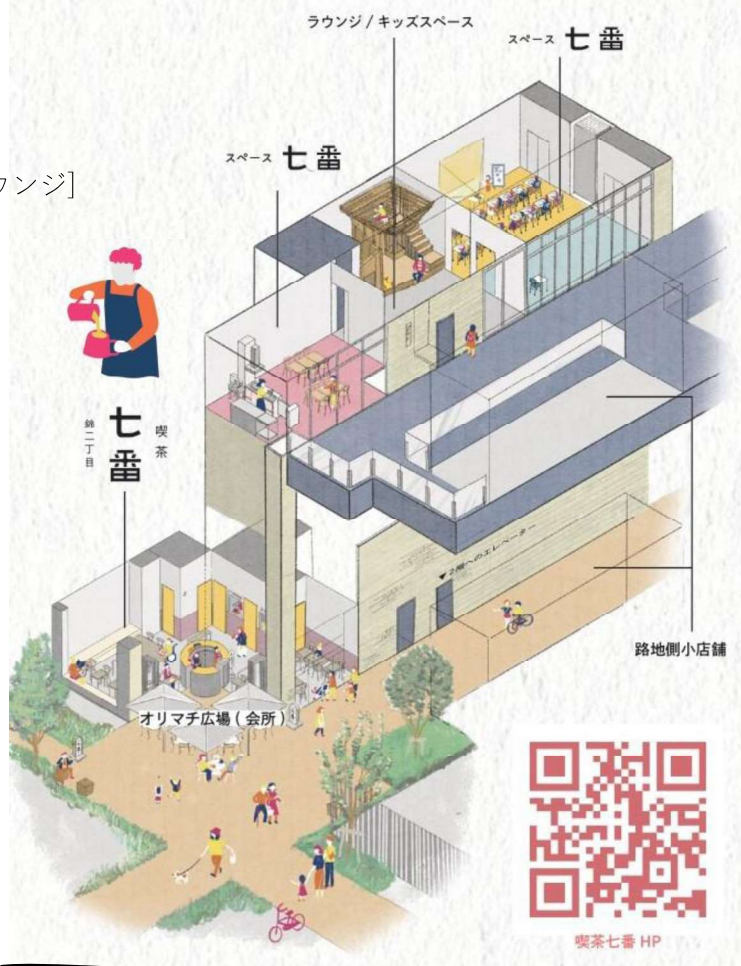 ラウンジ / キッズスペース
スペース 七番
スペース 七番
ウンジ]
喫茶
七番
錦二丁目
▼2階へのエレベーター
路地側小店舗
オリマチ広場 ( 会所 )
喫茶七番 HP